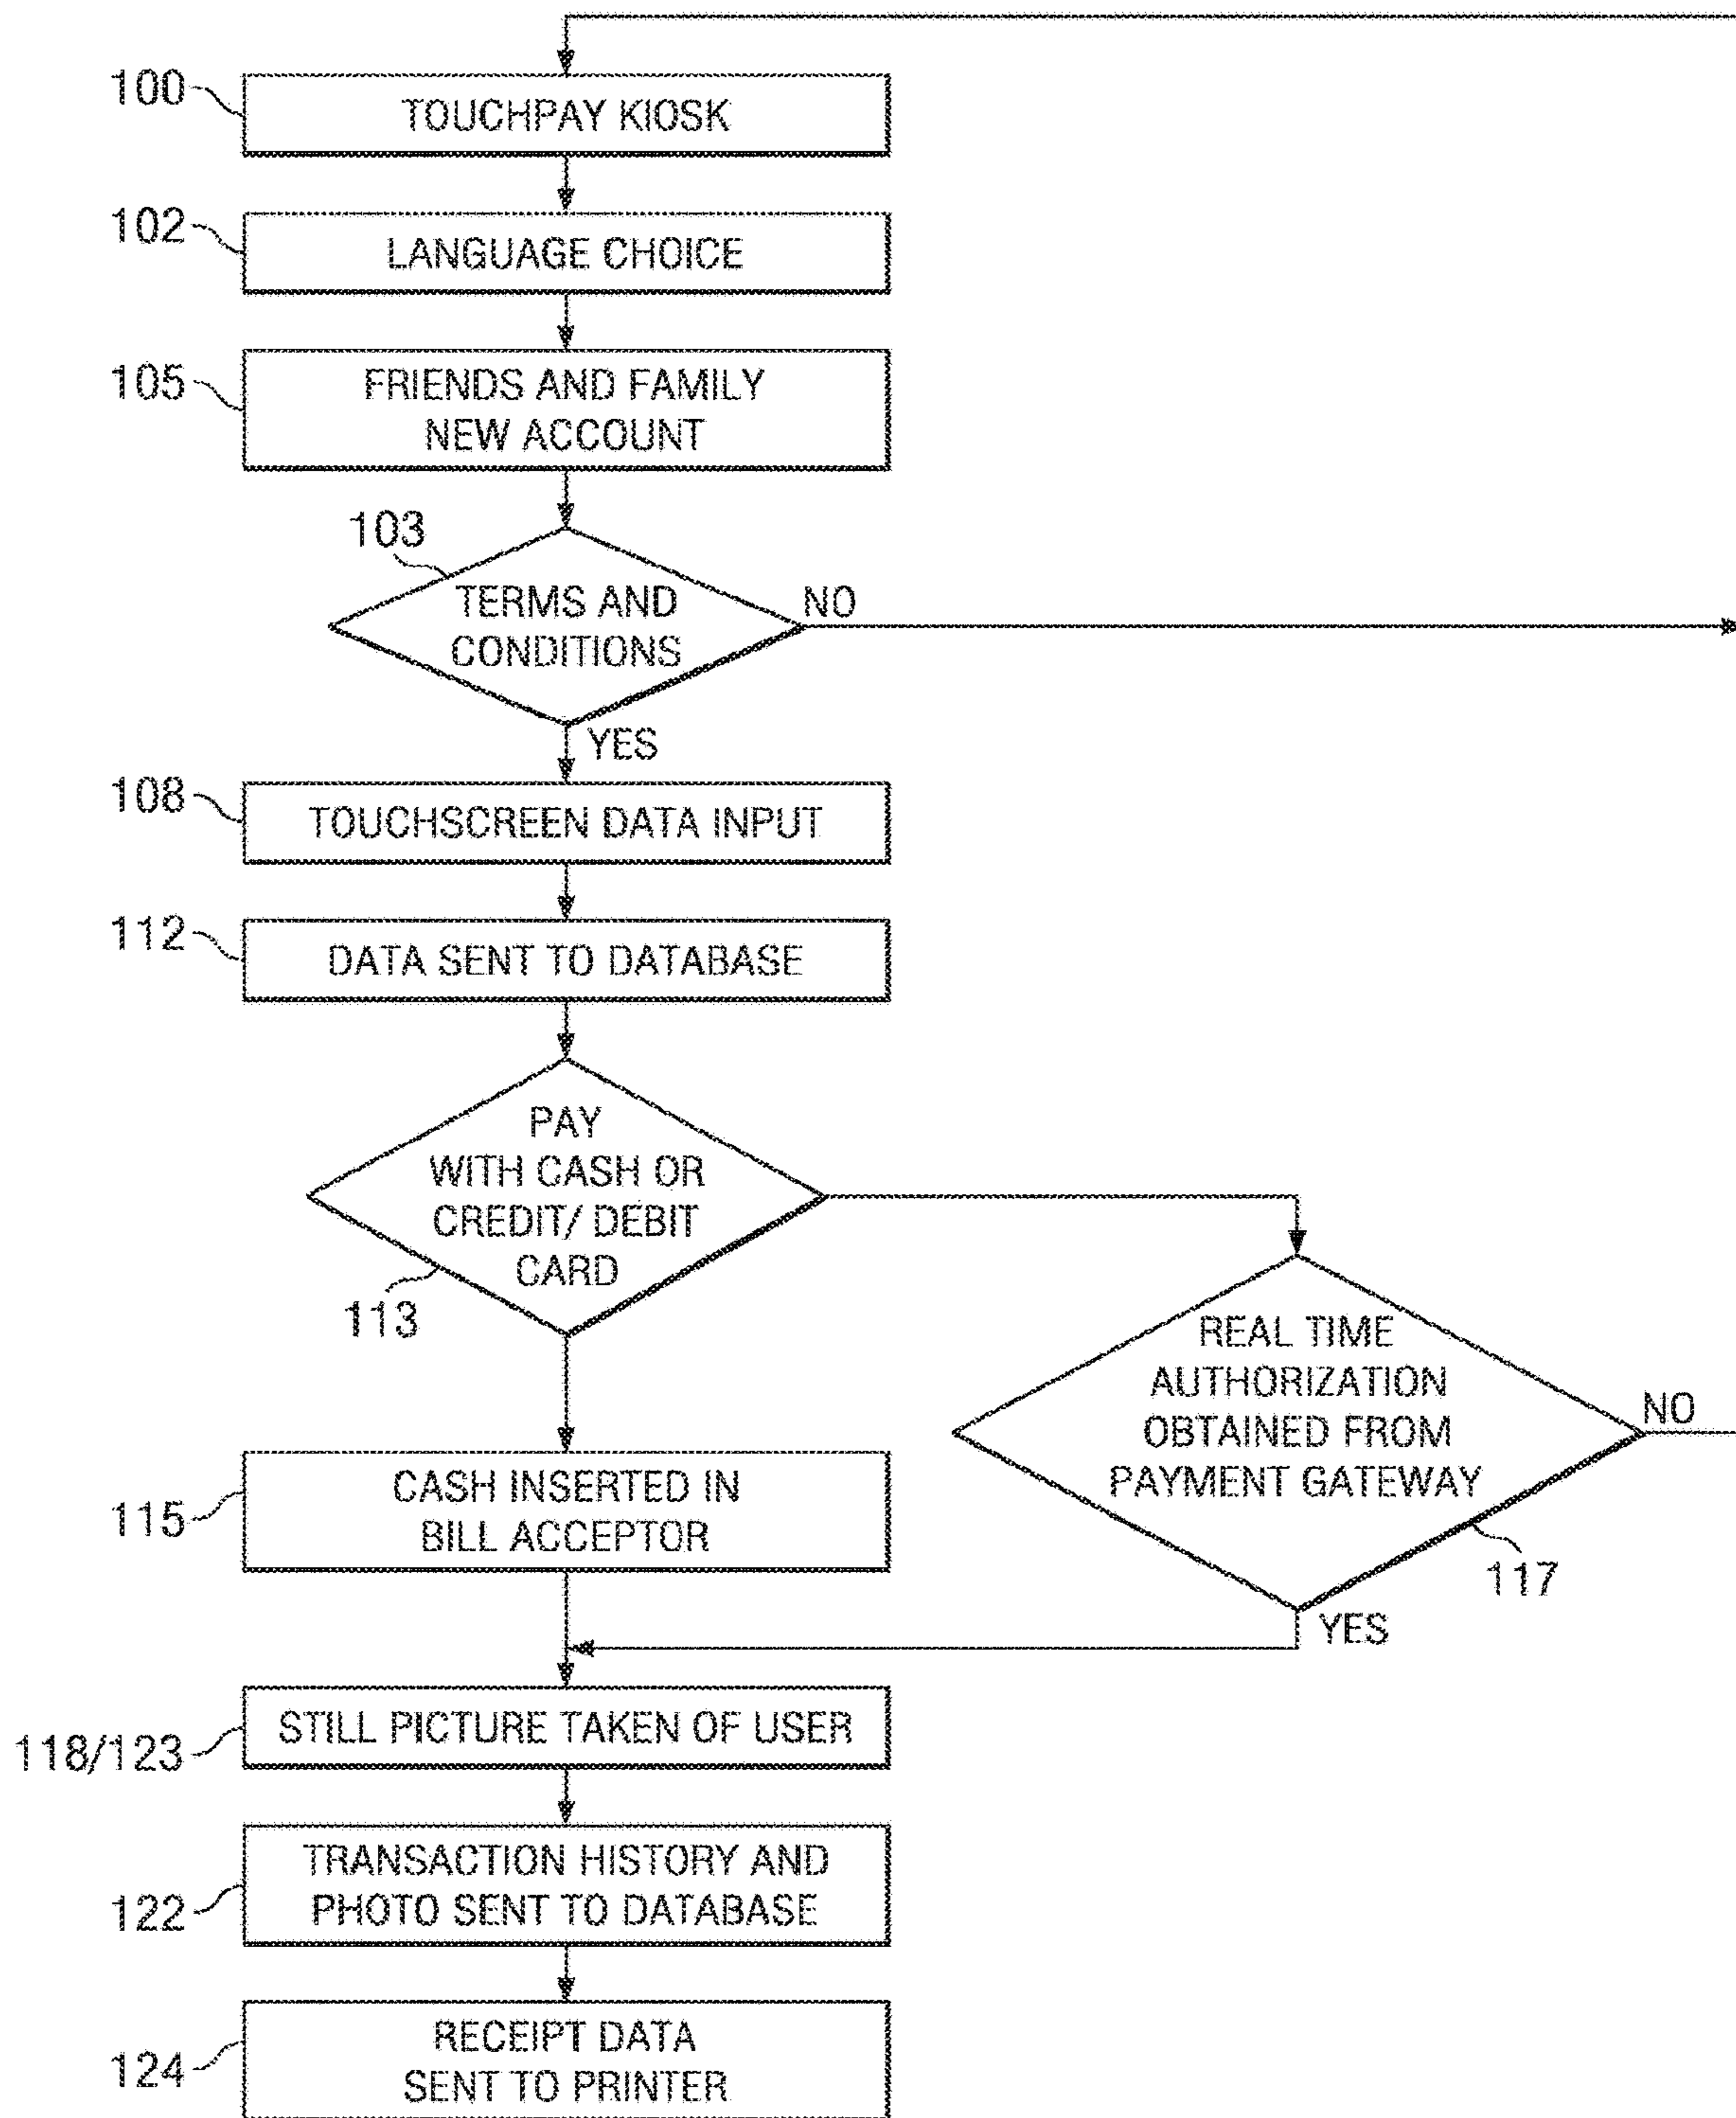 100
TOUCHPAY KIOSK
102
LANGUAGE CHOICE
105
FRIENDS AND FAMILY
NEW ACCOUNT
103
TERMS AND
CONDITIONS
NO
YES
108
TOUCHSCREEN DATA INPUT
112
DATA SENT TO DATABASE
PAY
WITH CASH OR
CREDIT/ DEBIT
CARD
113
REAL TIME
AUTHORIZATION
OBTAINED FROM
PAYMENT GATEWAY
NO
117
YES
115
CASH INSERTED IN
BILL ACCEPTOR
118/123
STILL PICTURE TAKEN OF USER
122
TRANSACTION HISTORY AND
PHOTO SENT TO DATABASE
124
RECEIPT DATA
SENT TO PRINTER